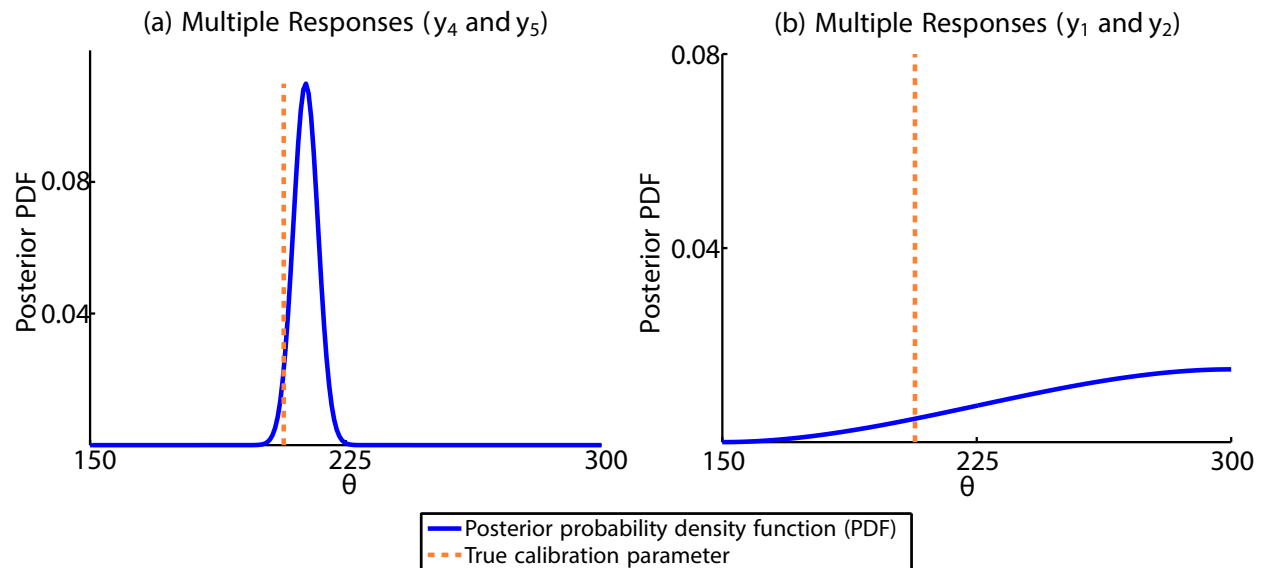 (a) Multiple Responses (y₄ and y₅)
Posterior PDF
0.08
0.04
150
225
300
θ
(b) Multiple Responses (y₁ and y₂)
Posterior PDF
0.08
0.04
150
225
300
θ
Posterior probability density function (PDF)
True calibration parameter